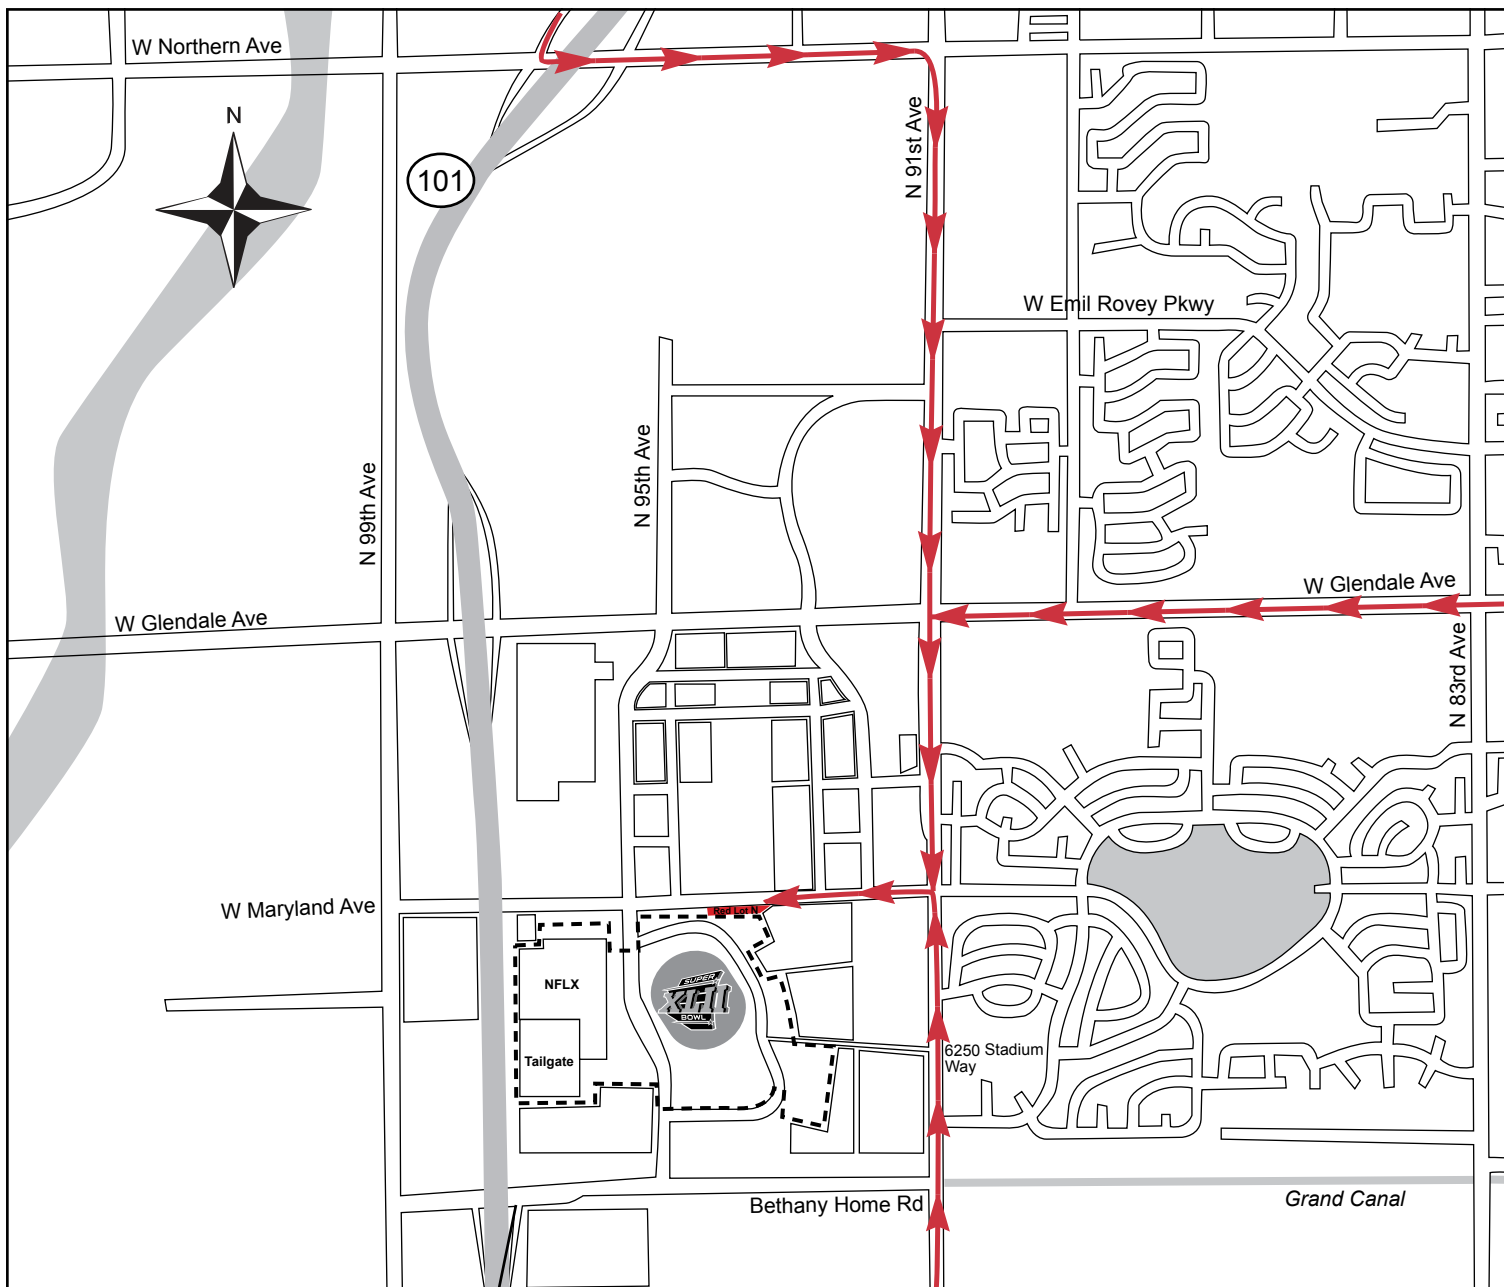 W Northern Ave
N
101
N 91st Ave
W Emil Rovey Pkwy
N 95th Ave
N 99th Ave
W Glendale Ave
W Glendale Ave
N 83rd Ave
W Maryland Ave
Red Lot N
NFLX
SUPER
XLII
BOWL
Tailgate
6250 Stadium
Way
Bethany Home Rd
Grand Canal